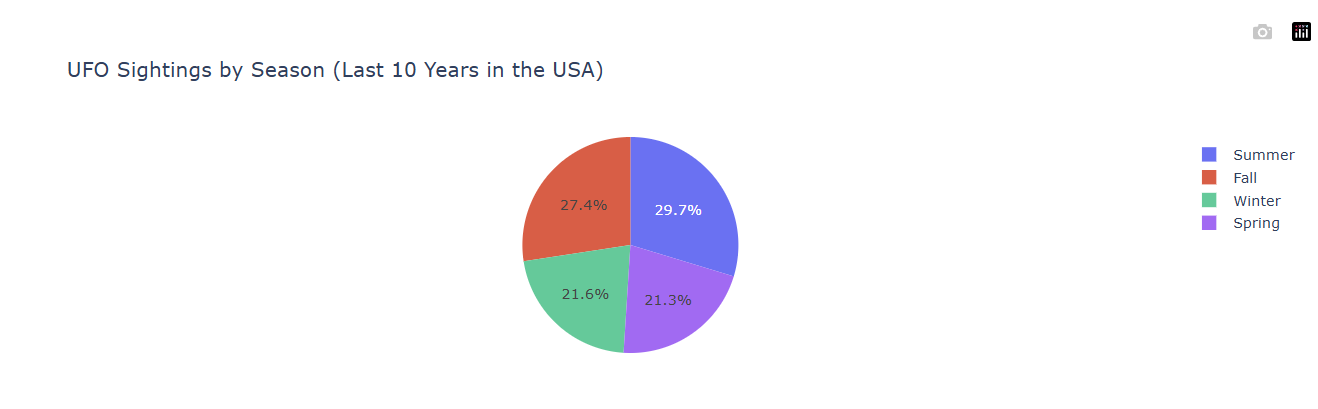 UFO Sightings by Season (Last 10 Years in the USA)
27.4%
29.7%
21.6%
21.3%
Summer
Fall
Winter
Spring